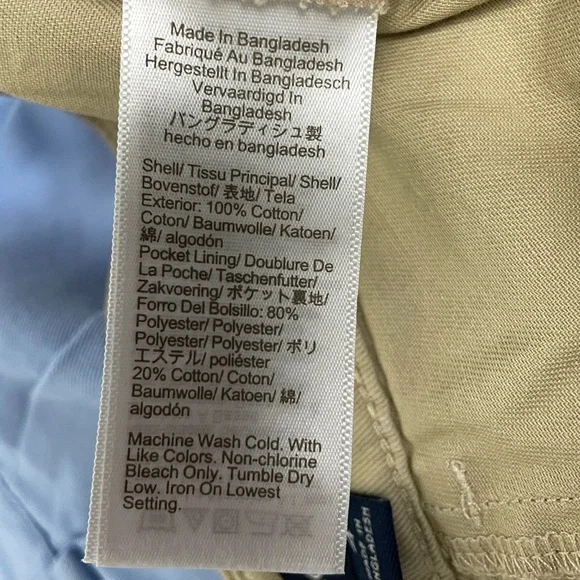 Made In Bangladesh
Fabriqué Au Bangladesh
Hergestellt In Bangladesch
Vervaardigd In
Bangladesh
バングラディシュ製
hecho en bangladesh
Shell/ Tissu Principal/ Shell/
Bovenstof/ 表地/ Tela
Exterior: 100% Cotton/
Coton/ Baumwolle/ Katoen/
綿/ algodón
Pocket Lining/ Doublure De
La Poche/ Taschenfutter/
Zakvoering/ ポケット裏地/
Forro Del Bolsillo: 80%
Polyester/ Polyester/
Polyester/ Polyester/ ポリ
エステル/ poliéster
20% Cotton/ Coton/
Baumwolle/ Katoen/ 綿/
algodón
Machine Wash Cold. With
Like Colors. Non-chlorine
Bleach Only. Tumble Dry
Low. Iron On Lowest
Setting.
IN
BANGLADESH